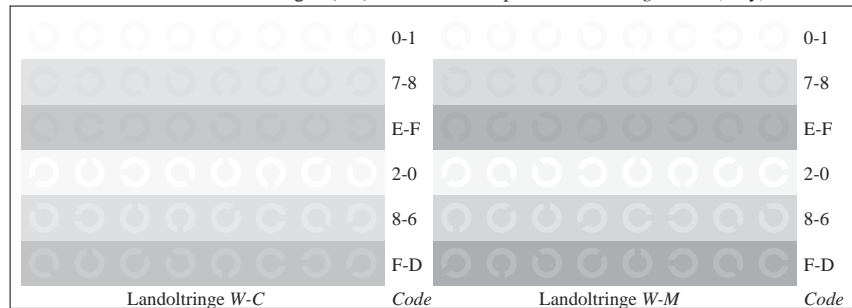 0-1 0-1
7-8 7-8
E-F E-F
2-0 2-0
8-6 8-6
F-D F-D
Landoltringe W-C Code Landoltringe W-M Code